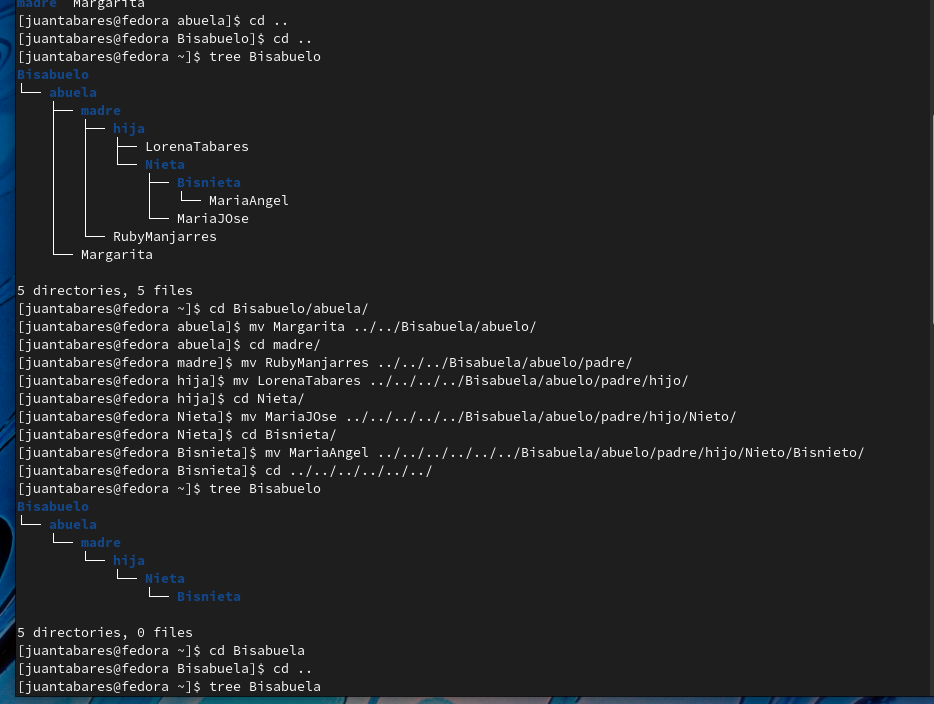 madre  Margarita
[juantabares@fedora abuela]$ cd ..
[juantabares@fedora Bisabuelo]$ cd ..
[juantabares@fedora ~]$ tree Bisabuelo
Bisabuelo
└── abuela
    ├── madre
    │   ├── hija
    │   │   ├── LorenaTabares
    │   │   └── Nieta
    │   │       ├── Bisnieta
    │   │       │   └── MariaAngel
    │   │       └── MariaJOse
    │   └── RubyManjarres
    └── Margarita
5 directories, 5 files
[juantabares@fedora ~]$ cd Bisabuelo/abuela/
[juantabares@fedora abuela]$ mv Margarita ../../Bisabuela/abuelo/
[juantabares@fedora abuela]$ cd madre/
[juantabares@fedora madre]$ mv RubyManjarres ../../../Bisabuela/abuelo/padre/
[juantabares@fedora hija]$ mv LorenaTabares ../../../../Bisabuela/abuelo/padre/hijo/
[juantabares@fedora hija]$ cd Nieta/
[juantabares@fedora Nieta]$ mv MariaJOse ../../../../../Bisabuela/abuelo/padre/hijo/Nieto/
[juantabares@fedora Nieta]$ cd Bisnieta/
[juantabares@fedora Bisnieta]$ mv MariaAngel ../../../../../../Bisabuela/abuelo/padre/hijo/Nieto/Bisnieto/
[juantabares@fedora Bisnieta]$ cd ../../../../../../
[juantabares@fedora ~]$ tree Bisabuelo
Bisabuelo
└── abuela
    └── madre
        └── hija
            └── Nieta
                └── Bisnieta
5 directories, 0 files
[juantabares@fedora ~]$ cd Bisabuela
[juantabares@fedora Bisabuela]$ cd ..
[juantabares@fedora ~]$ tree Bisabuela